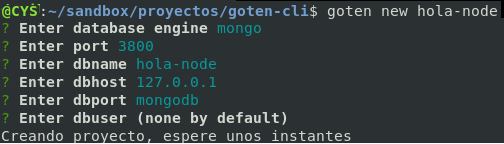 @CYS:~/sandbox/proyectos/goten-cli$ goten new hola-node
? Enter database engine mongo
? Enter port 3800
? Enter dbname hola-node
? Enter dbhost 127.0.0.1
? Enter dbport mongodb
? Enter dbuser (none by default)
Creando proyecto, espere unos instantes